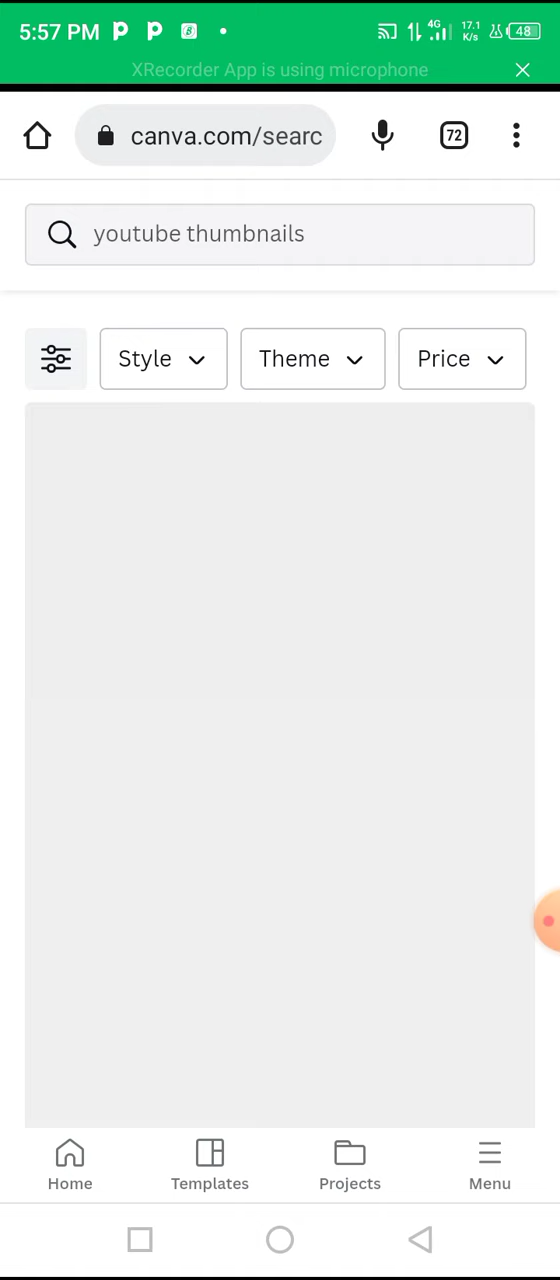 5:57 PM
4G
17.1
K/s
48
XRecorder App is using microphone
canva.com/searc
72
youtube thumbnails
Style
Theme
Price
Home
Templates
Projects
Menu